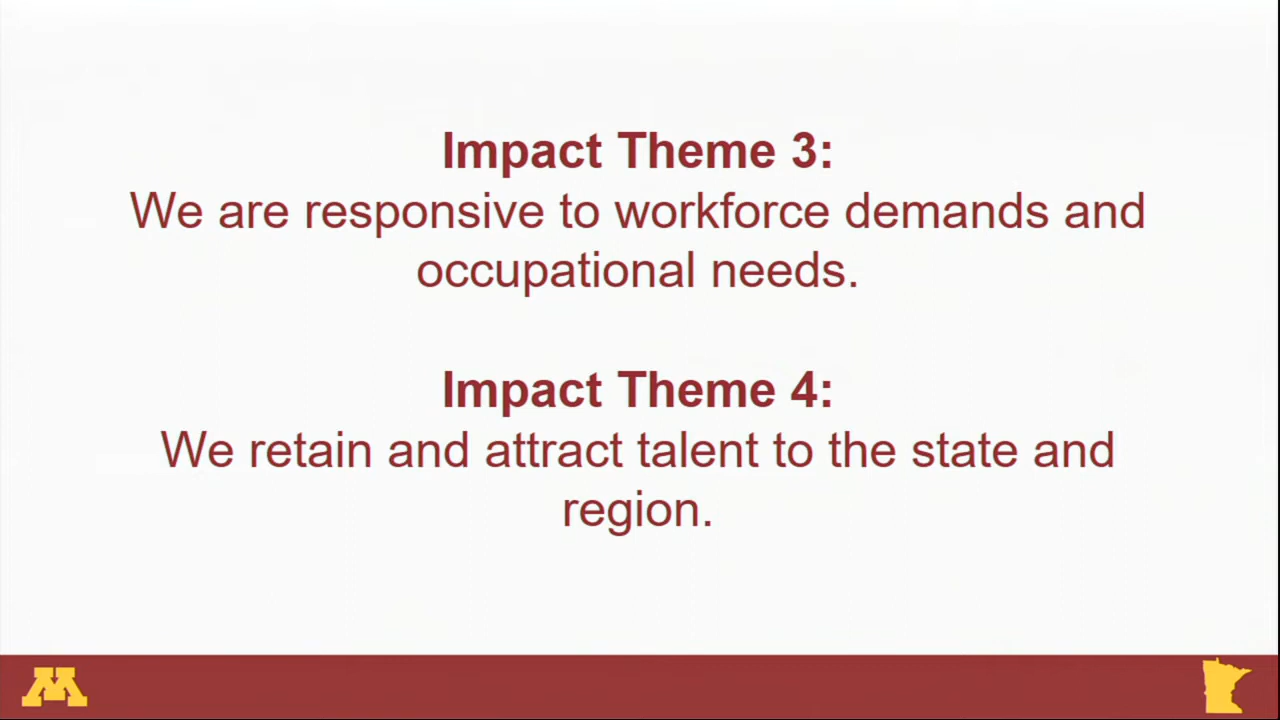 Impact Theme 3:
We are responsive to workforce demands and
occupational needs.
Impact Theme 4:
We retain and attract talent to the state and
region.
M